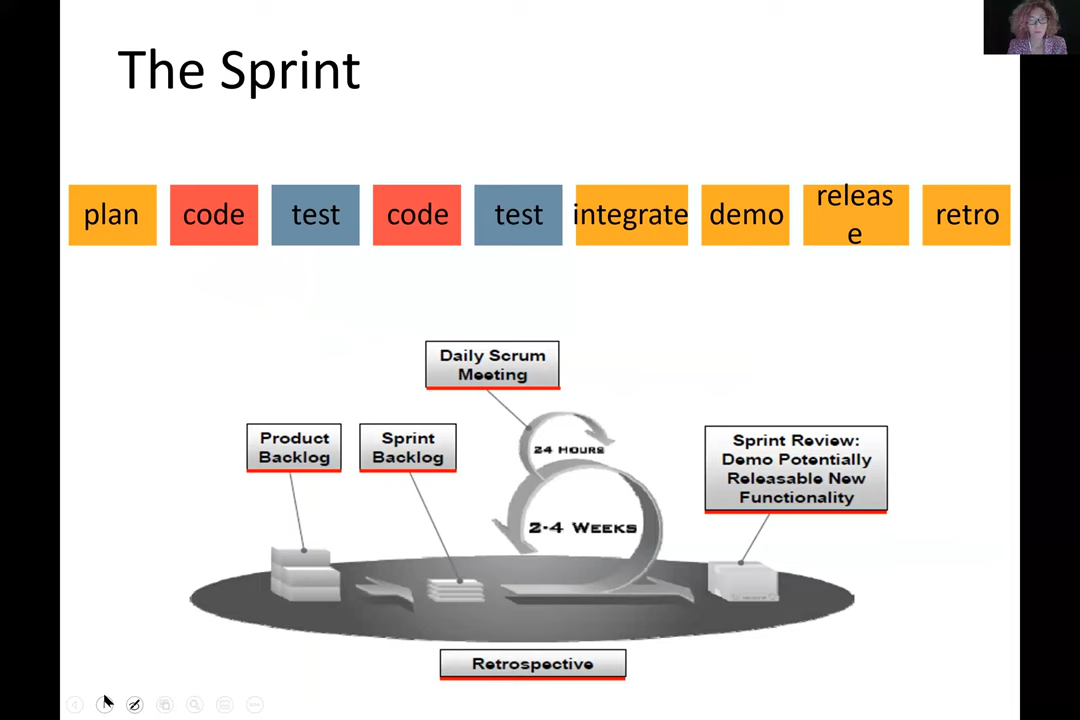 The Sprint
plan code test code test integrate demo releas
e retro
Daily Scrum
Meeting
Product
Backlog
Sprint
Backlog
24 HOURS
2-4 WEEKS
Sprint Review:
Demo Potentially
Releasable New
Functionality
Retrospective